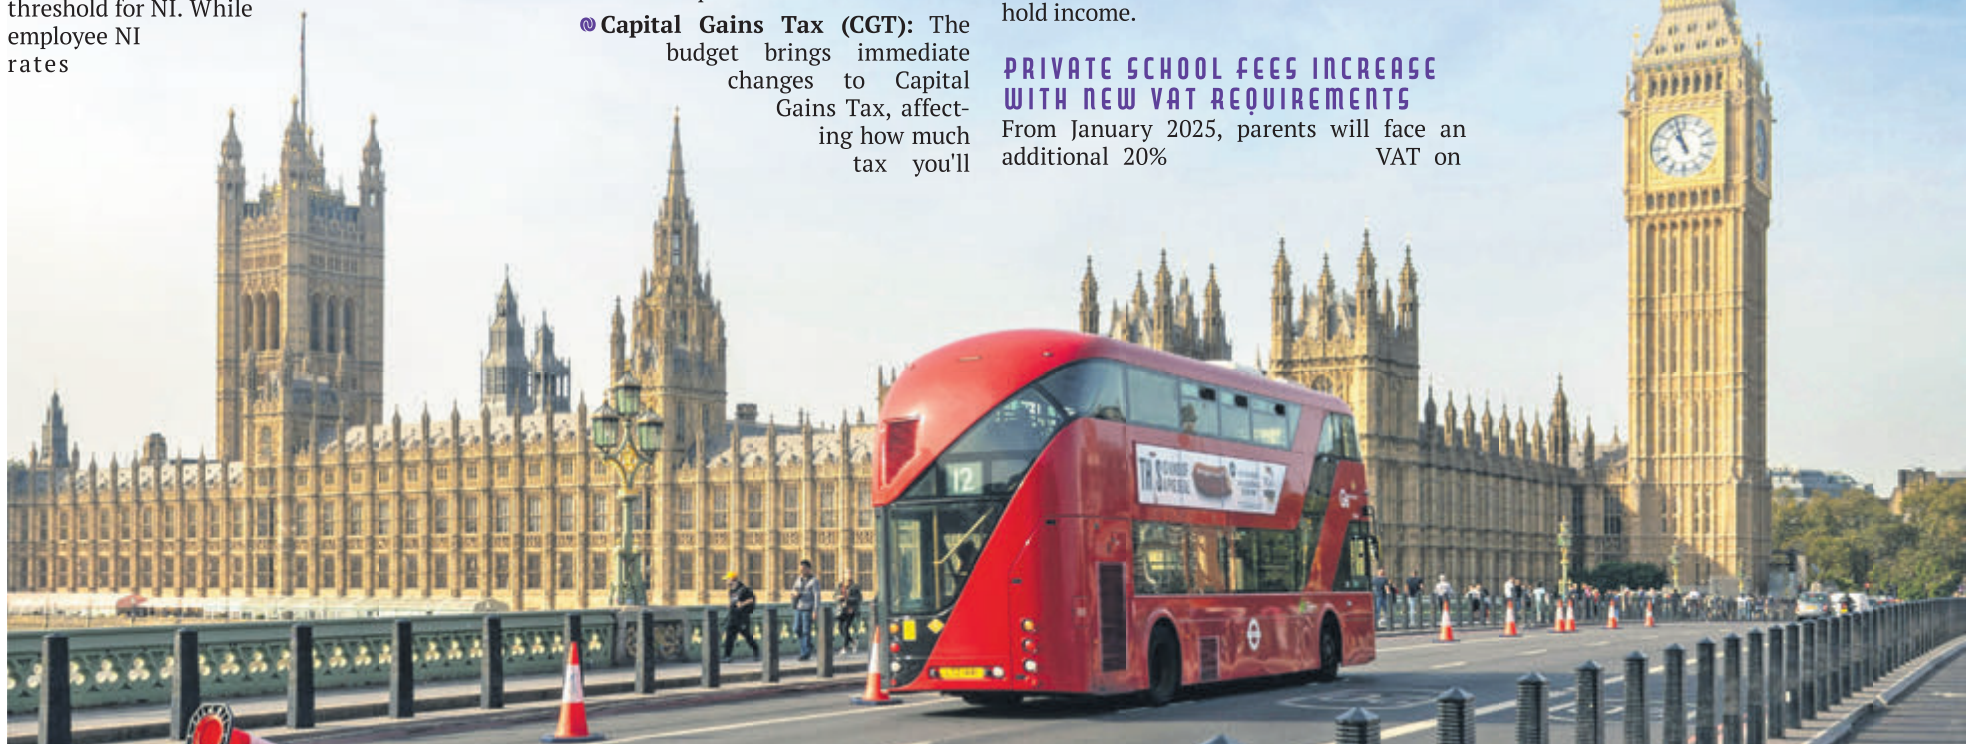 threshold for NI. While
employee NI
rates
Capital Gains Tax (CGT): The
budget brings immediate
changes to Capital
Gains Tax, affect-
ing how much
tax you'll
hold income.
PRIVATE SCHOOL FEES INCREASE
WITH NEW VAT REQUIREMENTS
From January 2025, parents will face an
additional 20% VAT on
12